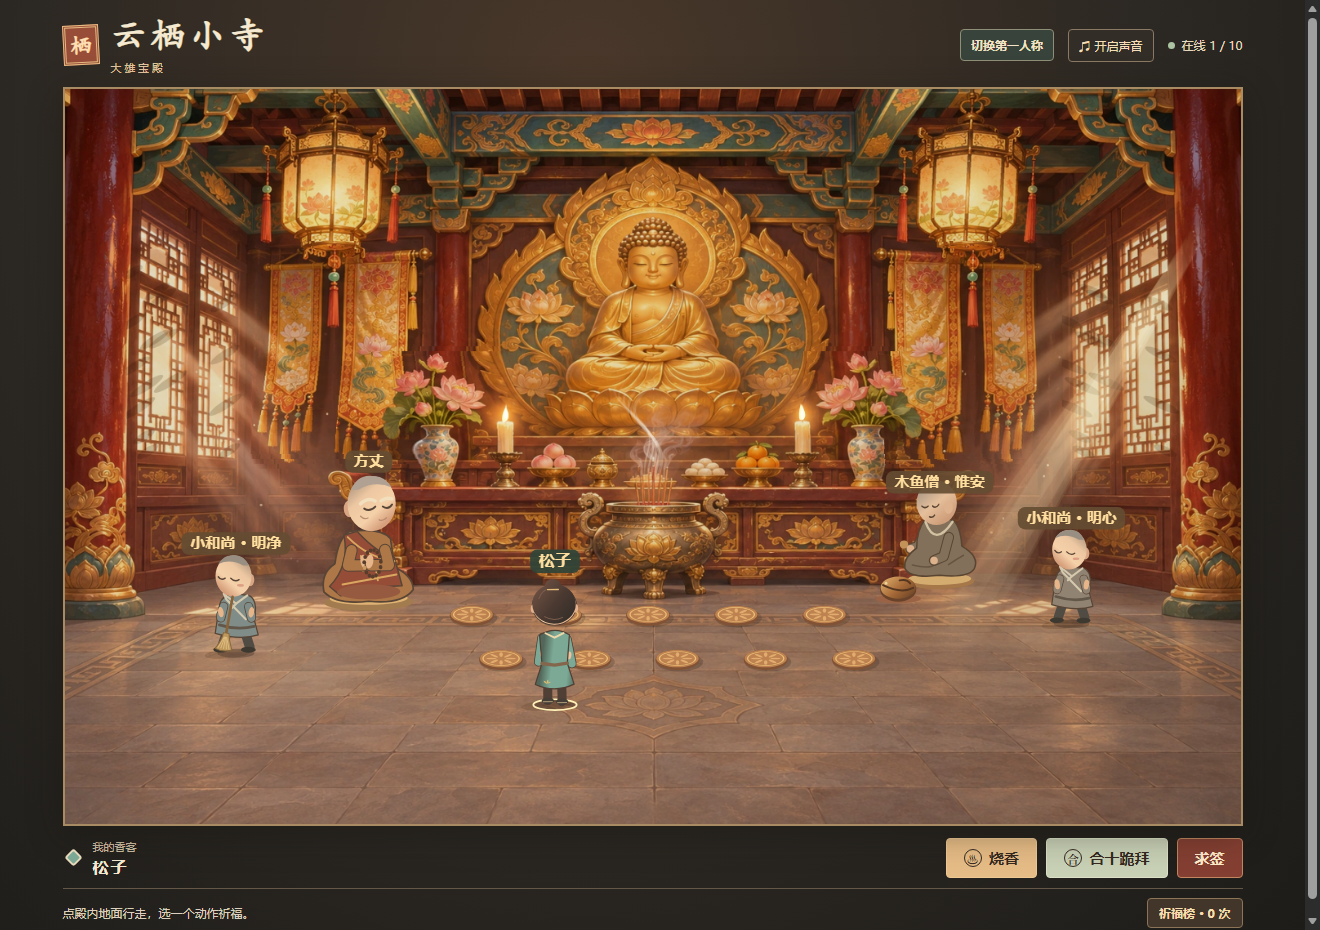 栖
云栖小寺
大雄宝殿
切换第一人称
开启声音
在线 1 / 10
方丈
木鱼僧 • 惟安
小和尚 • 明心
小和尚 • 明净
松子
我的香客
松子
烧香
合 合十跪拜
求签
点殿内地面行走，选一个动作祈福。
祈福榜 • 0 次